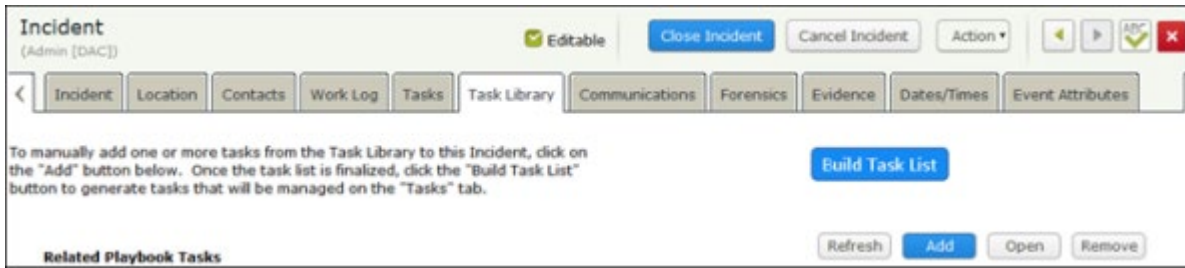 Incident
(Admin [DAC])
Editable
Close Incident
Cancel Incident
Action
ABC
Incident
Location
Contacts
Work Log
Tasks
Task Library
Communications
Forensics
Evidence
Dates/Times
Event Attributes
To manually add one or more tasks from the Task Library to this Incident, click on
the "Add" button below. Once the task list is finalized, click the "Build Task List"
button to generate tasks that will be managed on the "Tasks" tab.
Build Task List
Related Playbook Tasks
Refresh
Add
Open
Remove